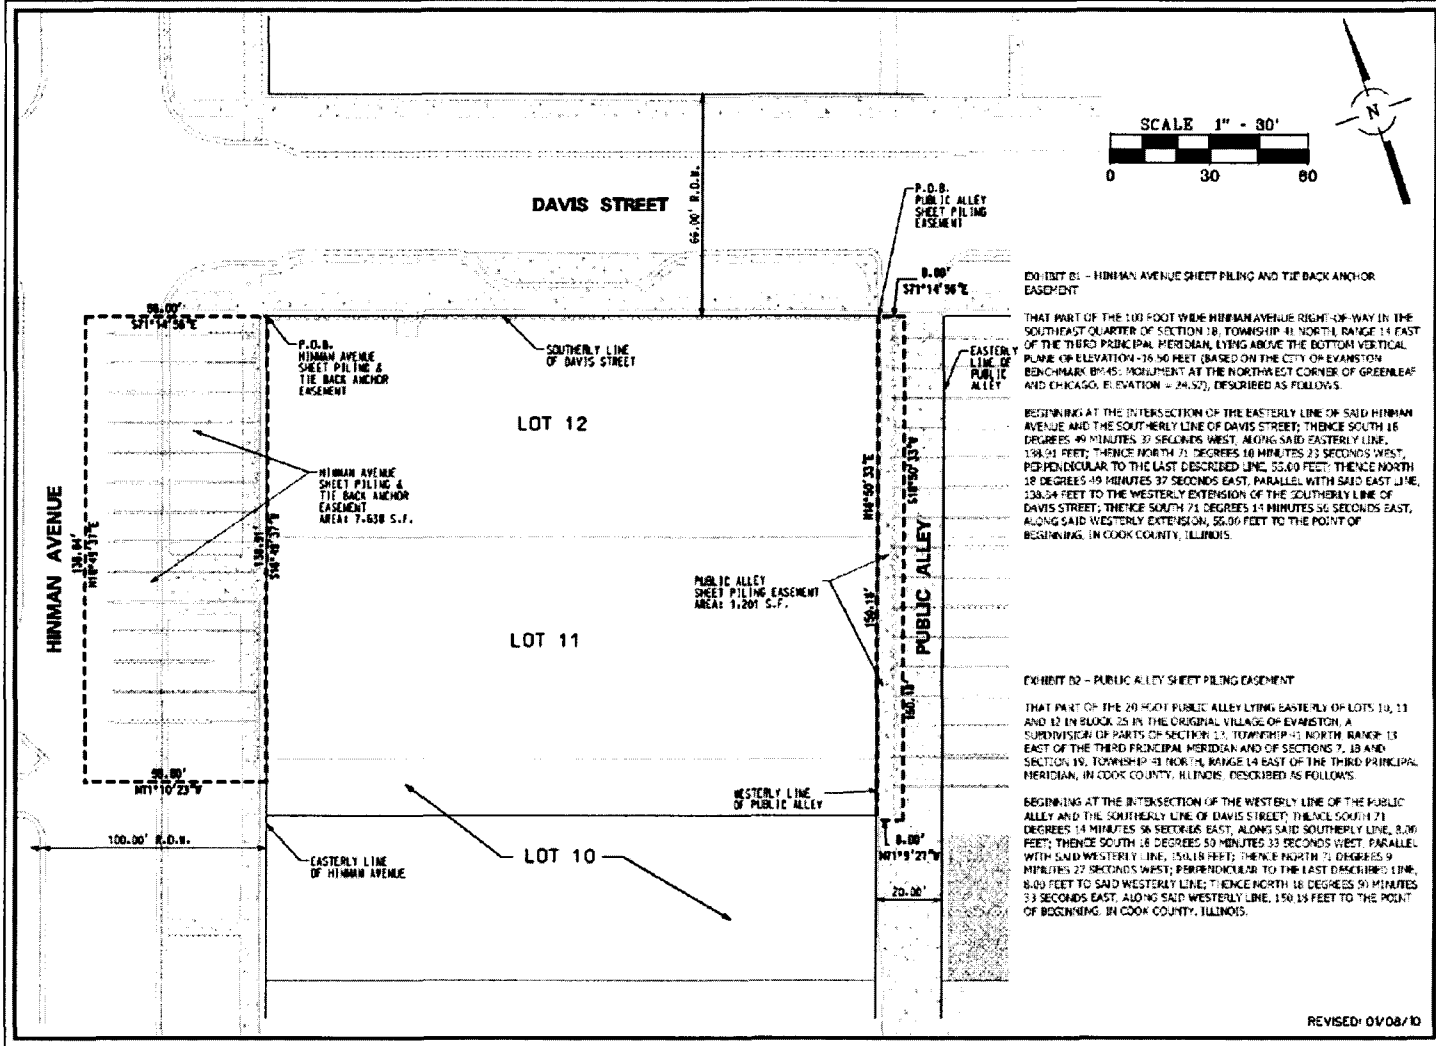 SCALE 1" - 30'
0 30 60
N
DAVIS STREET
66.00' R.O.W.
P.O.B.
PUBLIC ALLEY
SHEET PILING
EASEMENT
8.00'
S71°14'56"E
S71°14'56"E
P.O.B.
HINMAN AVENUE
SHEET PILING &
TIE BACK ANCHOR
EASEMENT
SOUTHERLY LINE
OF DAVIS STREET
EASTERLY
LINE OF
PUBLIC
ALLEY
LOT 12
HINMAN AVENUE
SHEET PILING &
TIE BACK ANCHOR
EASEMENT
AREA: 7,638 S.F.
HINMAN AVENUE
138.91'
S18°49'37"W
N18°49'37"E
N18°50'33"E
S18°50'33"W
PUBLIC ALLEY
SHEET PILING EASEMENT
AREA: 1,201 S.F.
150.18'
150.18'
PUBLIC ALLEY
LOT 11
N71°10'23"W
WESTERLY LINE
OF PUBLIC ALLEY
100.00' R.O.W.
EASTERLY LINE
OF HINMAN AVENUE
LOT 10
8.00'
N71°9'27"W
20.00'
EXHIBIT B1 - HINMAN AVENUE SHEET PILING AND TIE BACK ANCHOR
EASEMENT
THAT PART OF THE 100 FOOT WIDE HINMAN AVENUE RIGHT-OF-WAY IN THE
SOUTHEAST QUARTER OF SECTION 18, TOWNSHIP 41 NORTH, RANGE 14 EAST
OF THE THIRD PRINCIPAL MERIDIAN, LYING ABOVE THE BOTTOM VERTICAL
PLANE OF ELEVATION -16.50 FEET (BASED ON THE CITY OF EVANSTON
BENCHMARK BM45: MONUMENT AT THE NORTHWEST CORNER OF GREENLEAF
AND CHICAGO, ELEVATION = 24.52), DESCRIBED AS FOLLOWS.
BEGINNING AT THE INTERSECTION OF THE EASTERLY LINE OF SAID HINMAN
AVENUE AND THE SOUTHERLY LINE OF DAVIS STREET; THENCE SOUTH 18
DEGREES 49 MINUTES 37 SECONDS WEST, ALONG SAID EASTERLY LINE,
138.91 FEET; THENCE NORTH 71 DEGREES 10 MINUTES 23 SECONDS WEST,
PERPENDICULAR TO THE LAST DESCRIBED LINE, 55.00 FEET; THENCE NORTH
18 DEGREES 49 MINUTES 37 SECONDS EAST, PARALLEL WITH SAID EAST LINE,
FEET TO THE WESTERLY EXTENSION OF THE SOUTHERLY LINE OF
DAVIS STREET; THENCE SOUTH 71 DEGREES 14 MINUTES 56 SECONDS EAST,
ALONG SAID WESTERLY EXTENSION, 55.00 FEET TO THE POINT OF
BEGINNING, IN COOK COUNTY, ILLINOIS.
EXHIBIT B2 - PUBLIC ALLEY SHEET PILING EASEMENT
THAT PART OF THE 20 FOOT PUBLIC ALLEY LYING EASTERLY OF LOTS 10, 11
AND 12 IN BLOCK 25 IN THE ORIGINAL VILLAGE OF EVANSTON, A
SUBDIVISION OF PARTS OF SECTION 13, TOWNSHIP 41 NORTH, RANGE 13
EAST OF THE THIRD PRINCIPAL MERIDIAN AND OF SECTIONS 7, 18 AND
SECTION 19, TOWNSHIP 41 NORTH, RANGE 14 EAST OF THE THIRD PRINCIPAL
MERIDIAN, IN COOK COUNTY, ILLINOIS, DESCRIBED AS FOLLOWS.
BEGINNING AT THE INTERSECTION OF THE WESTERLY LINE OF THE PUBLIC
ALLEY AND THE SOUTHERLY LINE OF DAVIS STREET; THENCE SOUTH 71
DEGREES 14 MINUTES 56 SECONDS EAST, ALONG SAID SOUTHERLY LINE, 8.00
FEET; THENCE SOUTH 18 DEGREES 50 MINUTES 33 SECONDS WEST, PARALLEL
WITH SAID WESTERLY LINE, 150.18 FEET; THENCE NORTH 71 DEGREES 9
MINUTES 27 SECONDS WEST; PERPENDICULAR TO THE LAST DESCRIBED LINE,
8.00 FEET TO SAID WESTERLY LINE; THENCE NORTH 18 DEGREES 50 MINUTES
33 SECONDS EAST, ALONG SAID WESTERLY LINE, 150.18 FEET TO THE POINT
OF BEGINNING, IN COOK COUNTY, ILLINOIS.
REVISED: 01/08/10